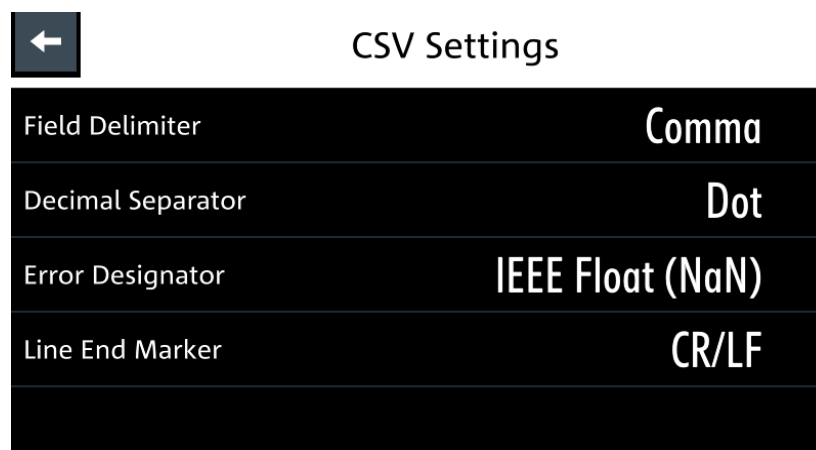 CSV Settings
Field Delimiter Comma
Decimal Separator Dot
Error Designator IEEE Float (NaN)
Line End Marker CR/LF